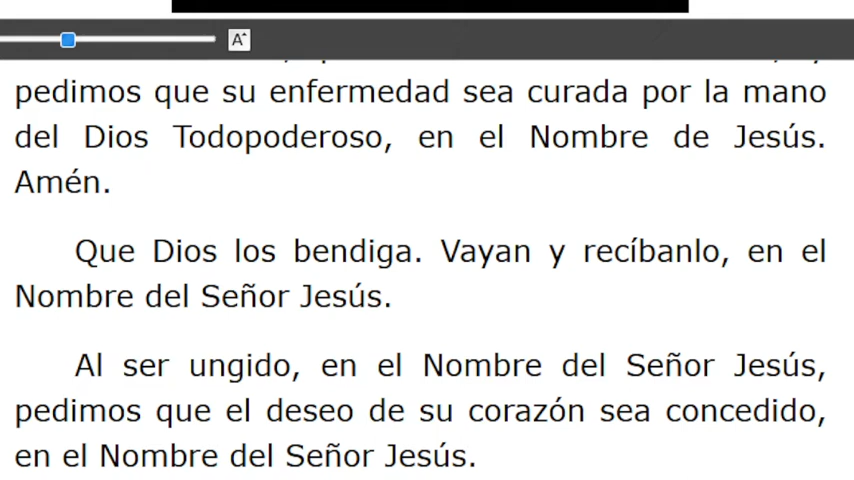 A
pedimos que su enfermedad sea curada por la mano
del Dios Todopoderoso, en el Nombre de Jesús.
Amén.
Que Dios los bendiga. Vayan y recíbanlo, en el
Nombre del Señor Jesús.
Al ser ungido, en el Nombre del Señor Jesús,
pedimos que el deseo de su corazón sea concedido,
en el Nombre del Señor Jesús.